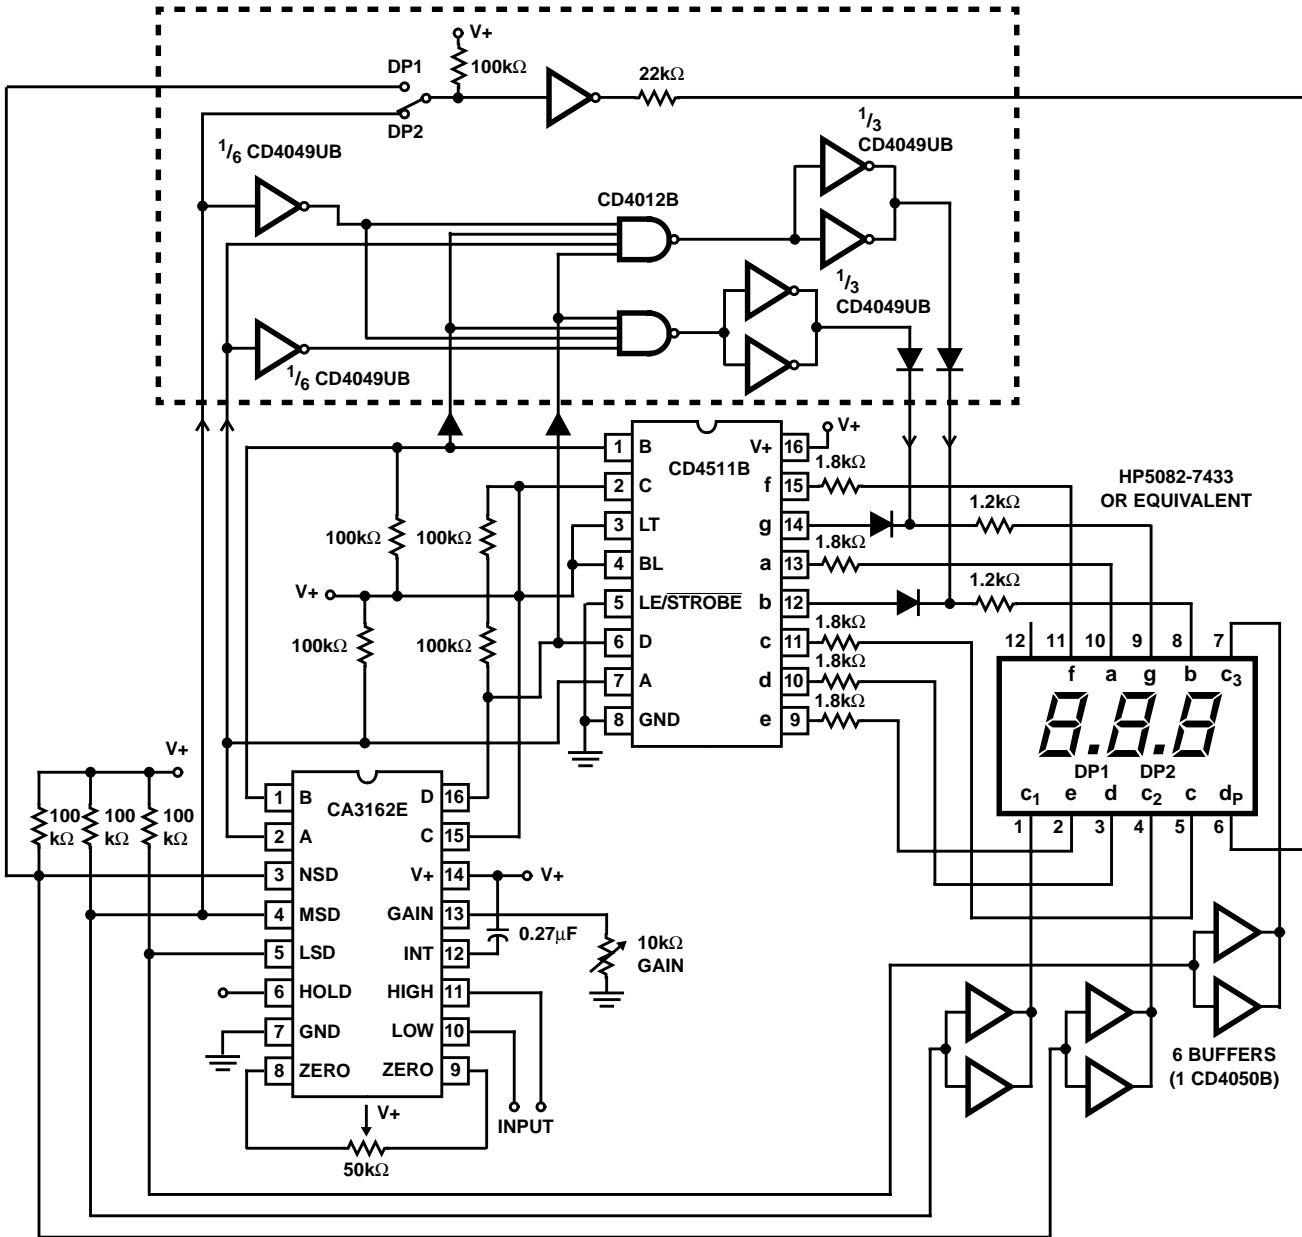 V+
DP1
100kΩ
22kΩ
DP2
1/3
CD4049UB
1/6 CD4049UB
CD4012B
1/3
CD4049UB
1/6 CD4049UB
1 B
V+ 16
V+
CD4511B
1.8kΩ
2 C
f 15
HP5082-7433
OR EQUIVALENT
1.2kΩ
3 LT
g 14
100kΩ
100kΩ
1.8kΩ
4 BL
a 13
1.2kΩ
V+
5 LE/STROBE
b 12
1.8kΩ
100kΩ
100kΩ
6 D
c 11
12 11 10 9 8 7
1.8kΩ
7 A
d 10
f a g b c3
1.8kΩ
8 GND
e 9
8.8.8
V+
DP1 DP2
c1 e d c2 c dP
1 2 3 4 5 6
100
kΩ
100
kΩ
100
kΩ
1 B
D 16
CA3162E
2 A
C 15
3 NSD
V+ 14
V+
4 MSD
GAIN 13
0.27µF
10kΩ
GAIN
5 LSD
INT 12
6 HOLD
HIGH 11
7 GND
LOW 10
8 ZERO
ZERO 9
6 BUFFERS
(1 CD4050B)
V+
INPUT
50kΩ